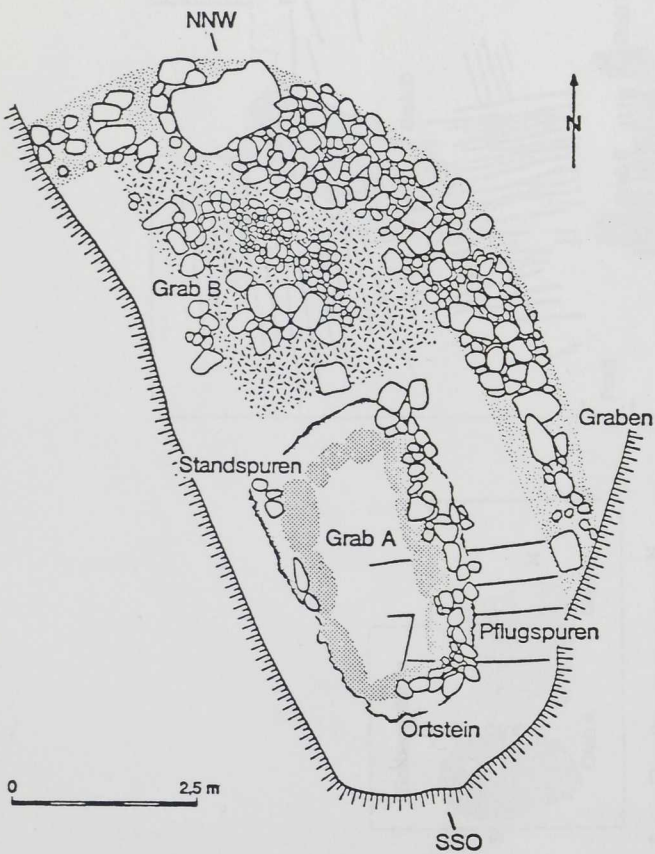 NNW
N
Grab B
Graben
Standspuren
Grab A
Pflugspuren
Ortstein
0 2,5 m
SSO